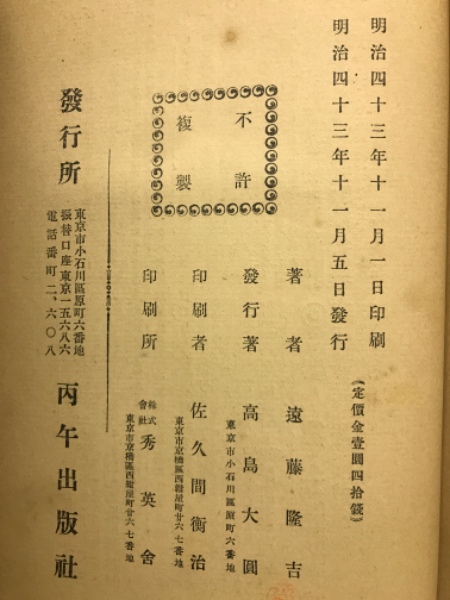 明治四十三年十一月一日印刷
明治四十三年十一月五日發行
(定價金壹圓四拾錢)
不許
複製
著者 遠藤隆吉
發行著 高島大圓
東京市小石川區原町六番地
印刷者 佐久間衡治
東京市京橋區西紺屋町廿六七番地
印刷所 株式會社 秀英舍
東京市京橋區西紺屋町廿六七番地
發行所
東京市小石川區原町六番地
振替口座東京一五六八六
電話番町二、六〇八
丙午出版社